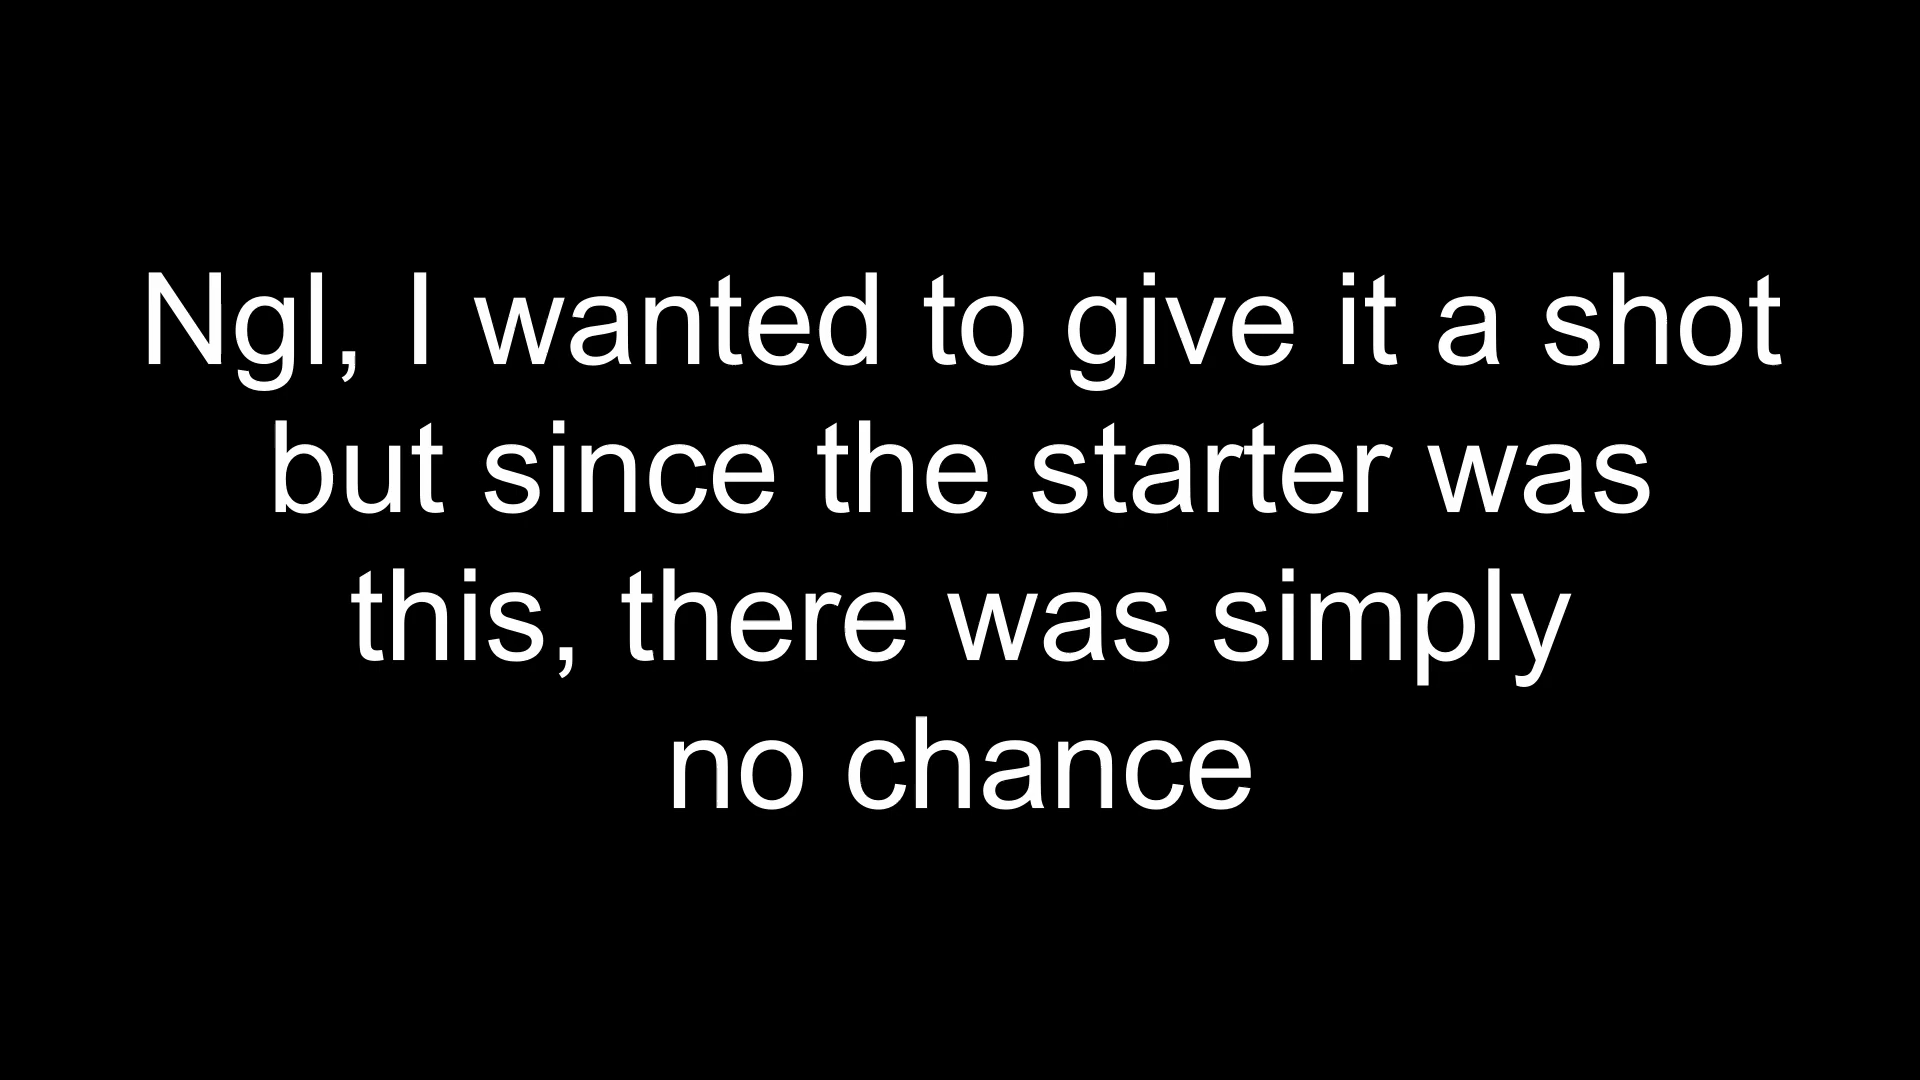 Ngl, I wanted to give it a shot
but since the starter was
this, there was simply
no chance